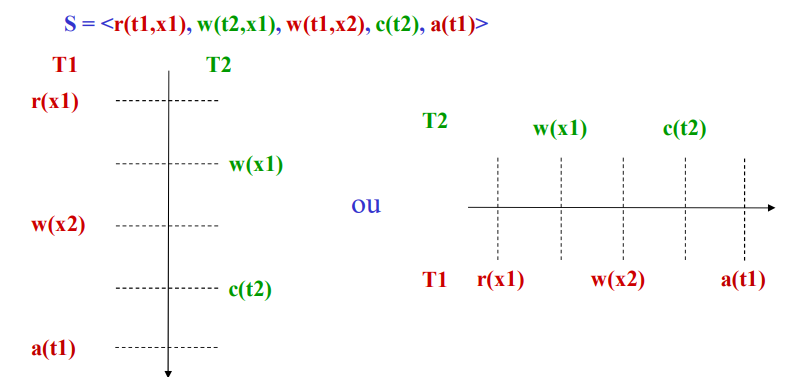 S = <r(t1,x1), w(t2,x1), w(t1,x2), c(t2), a(t1)>
T1 T2
r(x1)
w(x1)
w(x2)
c(t2)
a(t1)
ou
T2 w(x1) c(t2)
T1 r(x1) w(x2) a(t1)